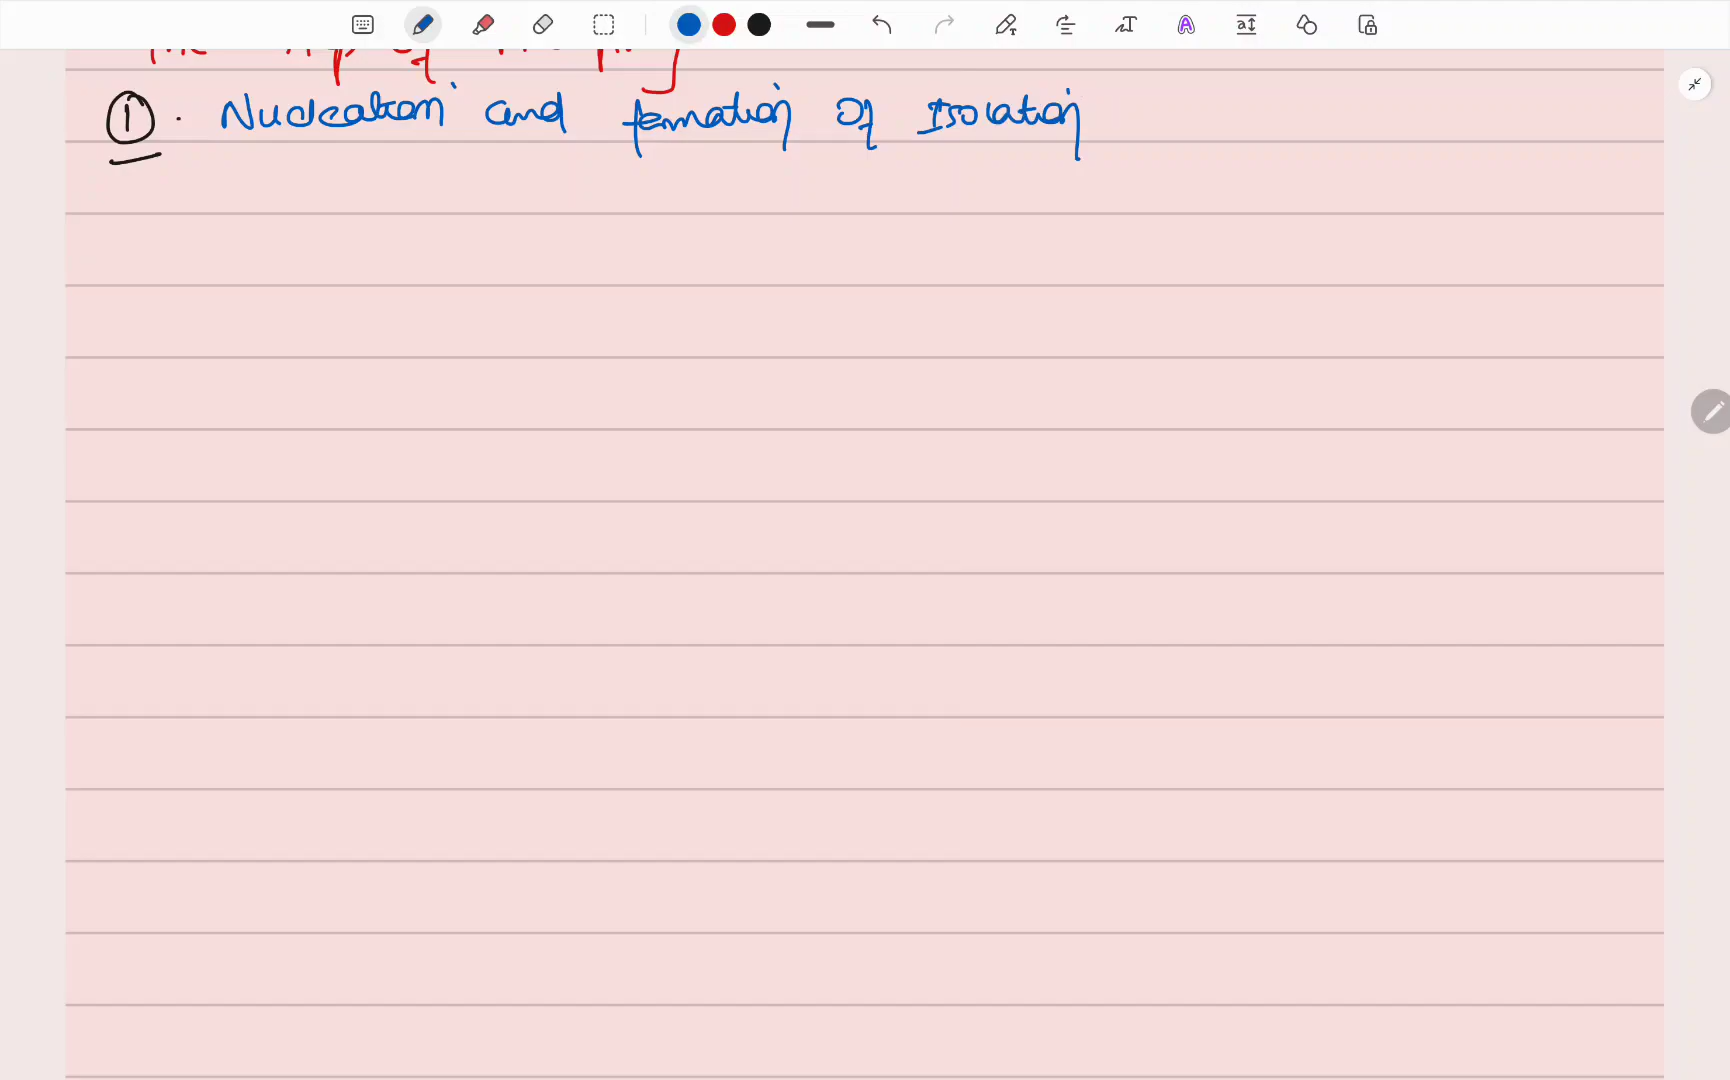 ① . Nucleation and formation of Isolation